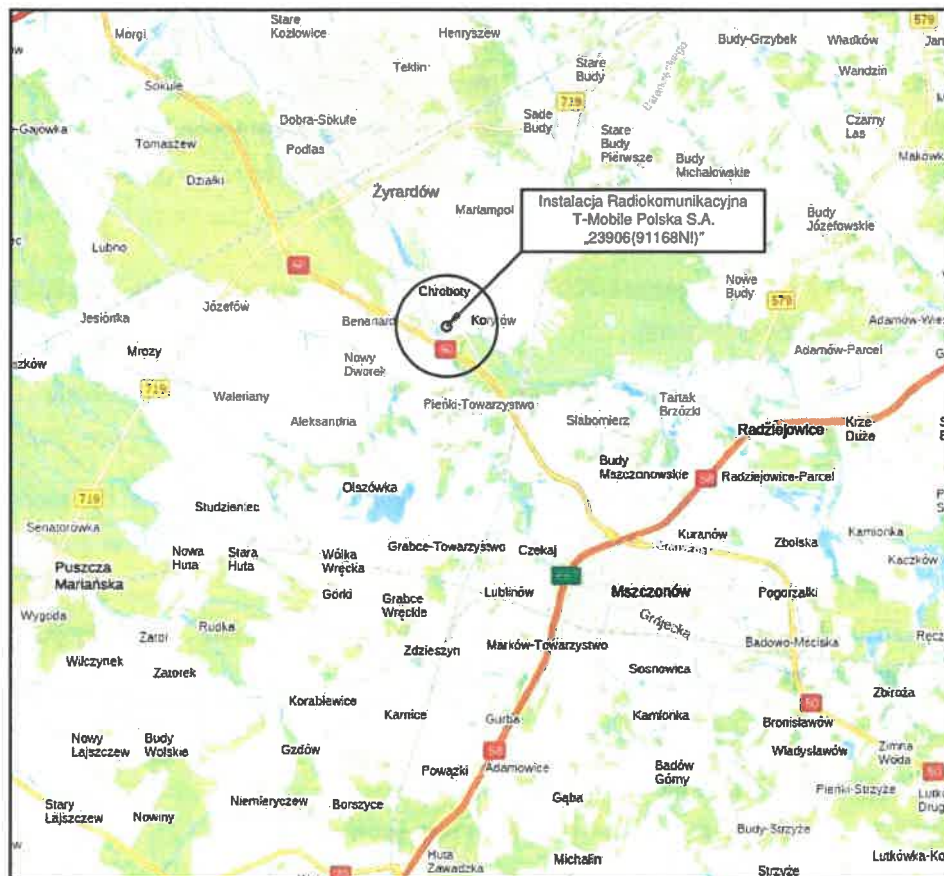 Morgi
Stare
Kozłowice
Henryszew
Budy-Grzybek
Władków
579
Teklin
Stare
Budy
Wandzin
Sokule
719
Dobra-Sokule
Sade
Budy
Czarny
Las
Tomaszew
Podlas
Stare
Budy
Pierwsze
Budy
Michałowskie
Działki
Żyrardów
Mariampol
Instalacja Radiokomunikacyjna
T-Mobile Polska S.A.
„23906(91168N!)"
Budy
Józefowskie
Lubno
Nowe
Budy
579
Józefów
Chroboty
Jesionka
Korytów
Mrozy
50
Adamów-Parcel
Nowy
Dworek
719
Waleriany
Pieńki-Towarzystwo
Tartak
Brzózki
Aleksandria
Słabomierz
Radziejowice
Krze
Duże
Budy
Mszczonowskie
Radziejowice-Parcel
Olszówka
719
Studzieniec
Senatorówka
Kuranów
Kamionka
Nowa
Huta
Stara
Huta
Wólka
Wręcka
Grabce-Towarzystwo
Czekaj
Zbolska
Puszcza
Mariańska
Górki
Grabce
Wręckie
Lublinów
Mszczonów
Pogorzałki
Wygoda
Rudka
Grójecka
Zdzieszyn
Marków-Towarzystwo
Badowo-Mściska
Wilczynek
Zatorek
Sosnowica
Korabiewice
Karnice
Gurba
Kamionka
50
Zbiroża
Bronisławów
Nowy
Łajszczew
Budy
Wolskie
Gzdów
Władysławów
Zimna
Woda
Powązki
Adamowice
Badów
Górny
Pieńki-Strzyże
Stary
Łajszczew
Nowiny
Niemieryczew
Borszyce
Gąba
Budy-Strzyże
Huta
Zawadzka
Michalin
Strzyże